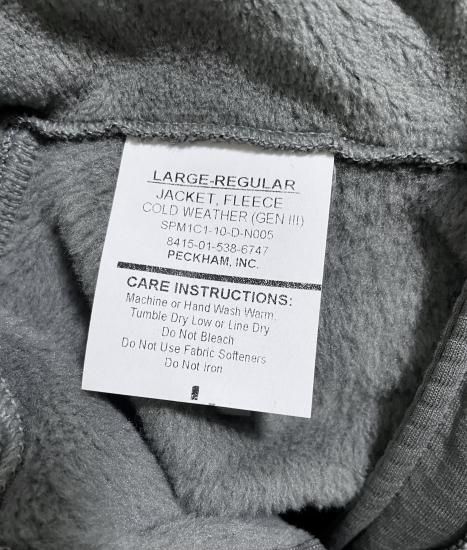 LARGE-REGULAR
JACKET, FLEECE
COLD WEATHER (GEN III)
SPM1C1-10-D-N005
8415-01-538-6747
PECKHAM, INC.
CARE INSTRUCTIONS:
Machine or Hand Wash Warm,
Tumble Dry Low or Line Dry
Do Not Bleach
Do Not Use Fabric Softeners
Do Not Iron